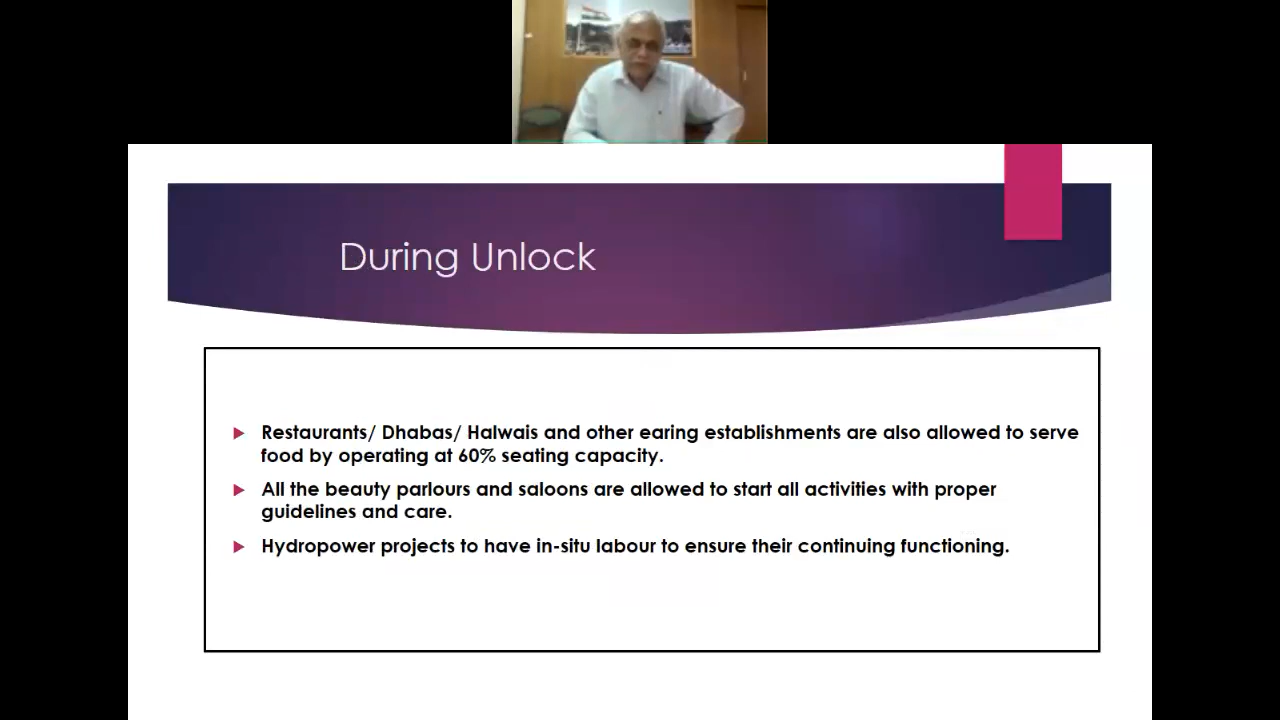 During Unlock
Restaurants/ Dhabas/ Halwais and other earing establishments are also allowed to serve
food by operating at 60% seating capacity.
All the beauty parlours and saloons are allowed to start all activities with proper
guidelines and care.
Hydropower projects to have in-situ labour to ensure their continuing functioning.